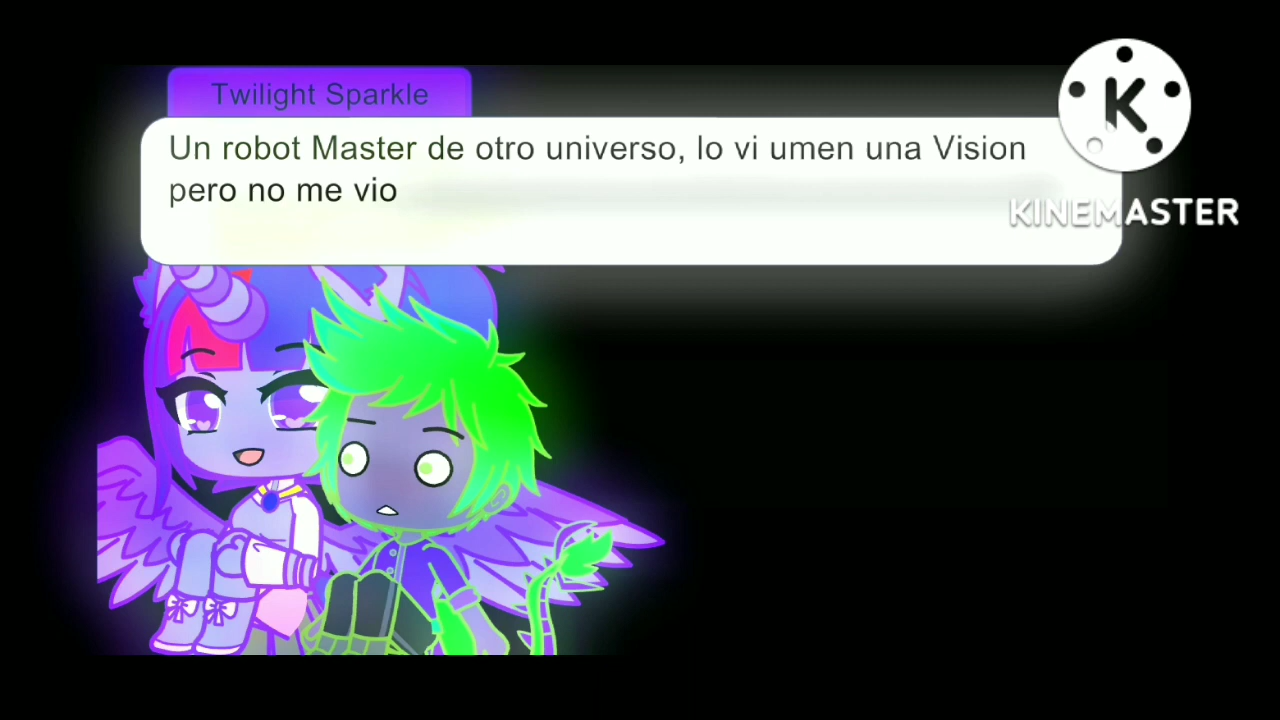 Twilight Sparkle
Un robot Master de otro universo, lo vi umen una Vision
pero no me vio
K
KINEMASTER